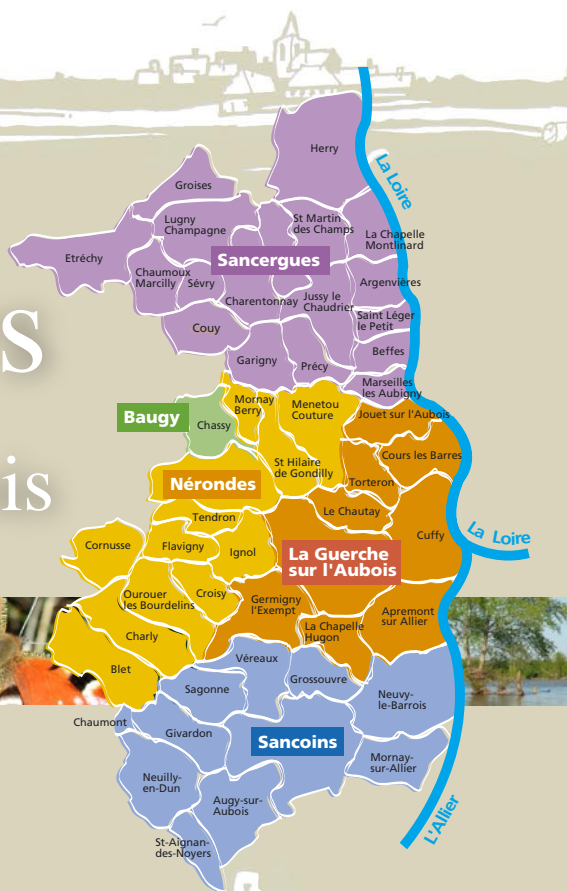 Herry
La Loire
Groises
Lugny
Champagne
St Martin
des Champs
La Chapelle
Montlinard
Etréchy
Sancergues
Chaumoux
Marcilly
Sévry
Argenvières
Charentonnay
Jussy le
Chaudrier
Saint Léger
le Petit
Couy
Beffes
Garigny
Précy
Marseilles
les Aubigny
s
Mornay
Berry
Menetou
Couture
Jouet sur l'Aubois
Baugy
Chassy
Cours les Barres
St Hilaire
de Gondilly
Torteron
Nérondes
is
Le Chautay
Tendron
Cuffy
La Loire
Cornusse
Flavigny
Ignol
La Guerche
sur l'Aubois
Ourouer
les Bourdelins
Croisy
Germigny
l'Exempt
Apremont
sur Allier
La Chapelle
Hugon
Charly
Blet
Véreaux
Grossouvre
Sagonne
Neuvy-
le-Barrois
Chaumont
Givardon
Sancoins
Mornay-
sur-Allier
Neuilly-
en-Dun
Augy-sur-
Aubois
L'Allier
St-Aignan-
des-Noyers